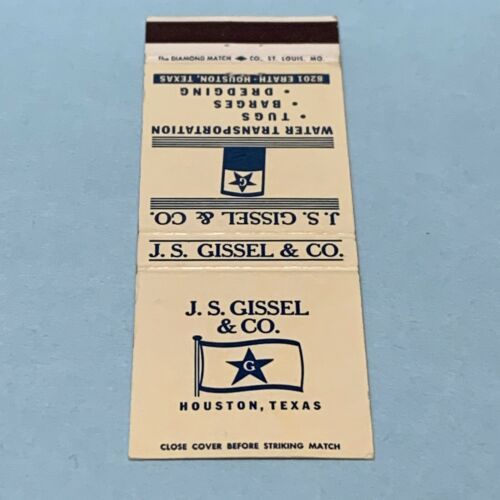 The DIAMOND MATCH CO., ST. LOUIS, MO.
8201 ERATH - HOUSTON, TEXAS
J. S. GISSEL & CO.
G
WATER TRANSPORTATION
• TUGS
• BARGES
• DREDGING
J. S. GISSEL & CO.
J. S. GISSEL
& CO.
G
HOUSTON, TEXAS
CLOSE COVER BEFORE STRIKING MATCH